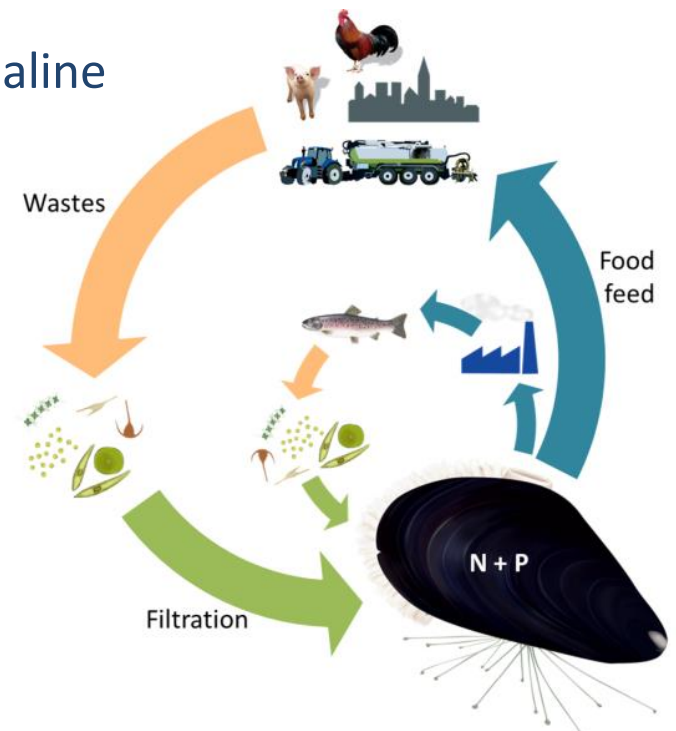 aline
Wastes
Food
feed
N + P
Filtration